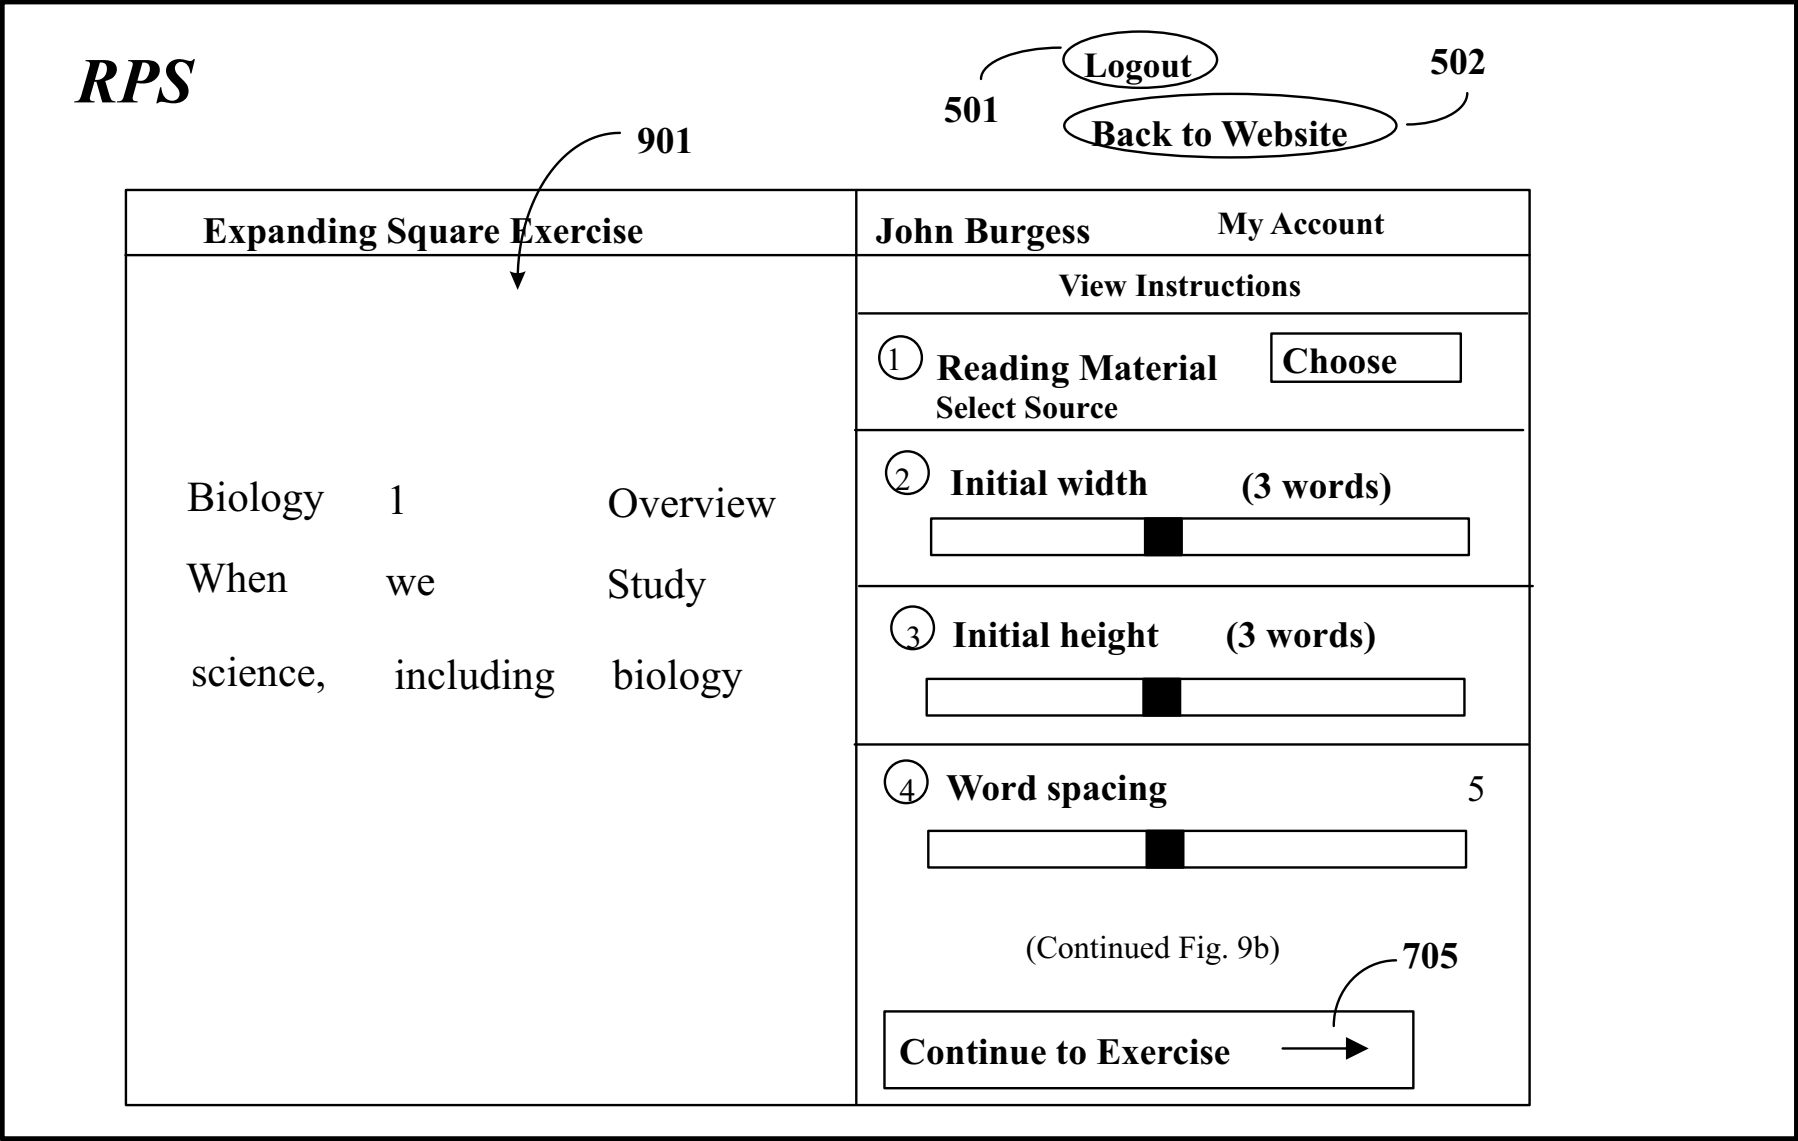 RPS
Logout
501
502
Back to Website
901
Expanding Square Exercise
John Burgess
My Account
View Instructions
1 Reading Material
Choose
Select Source
2 Initial width (3 words)
Biology 1 Overview
When we Study
science, including biology
3 Initial height (3 words)
4 Word spacing 5
(Continued Fig. 9b)
705
Continue to Exercise